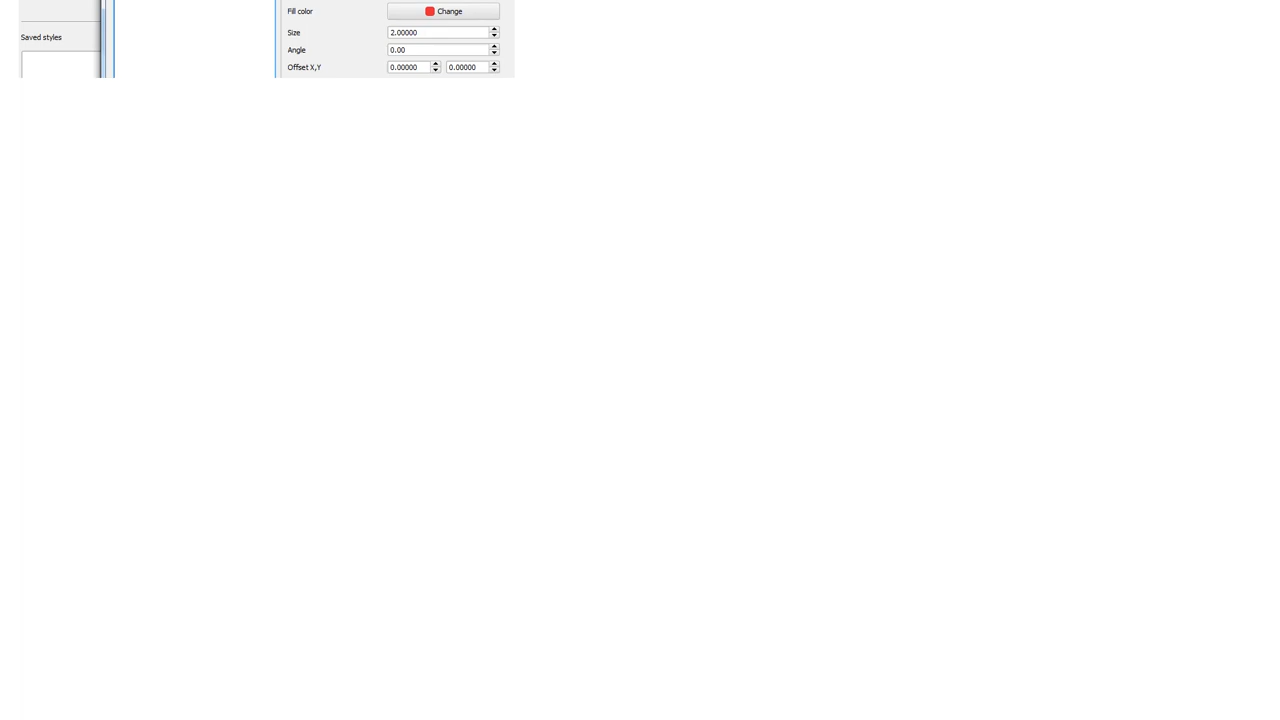 Fill color Change
Saved styles
Size 2.00000
Angle 0.00
Offset X,Y 0.00000 0.00000